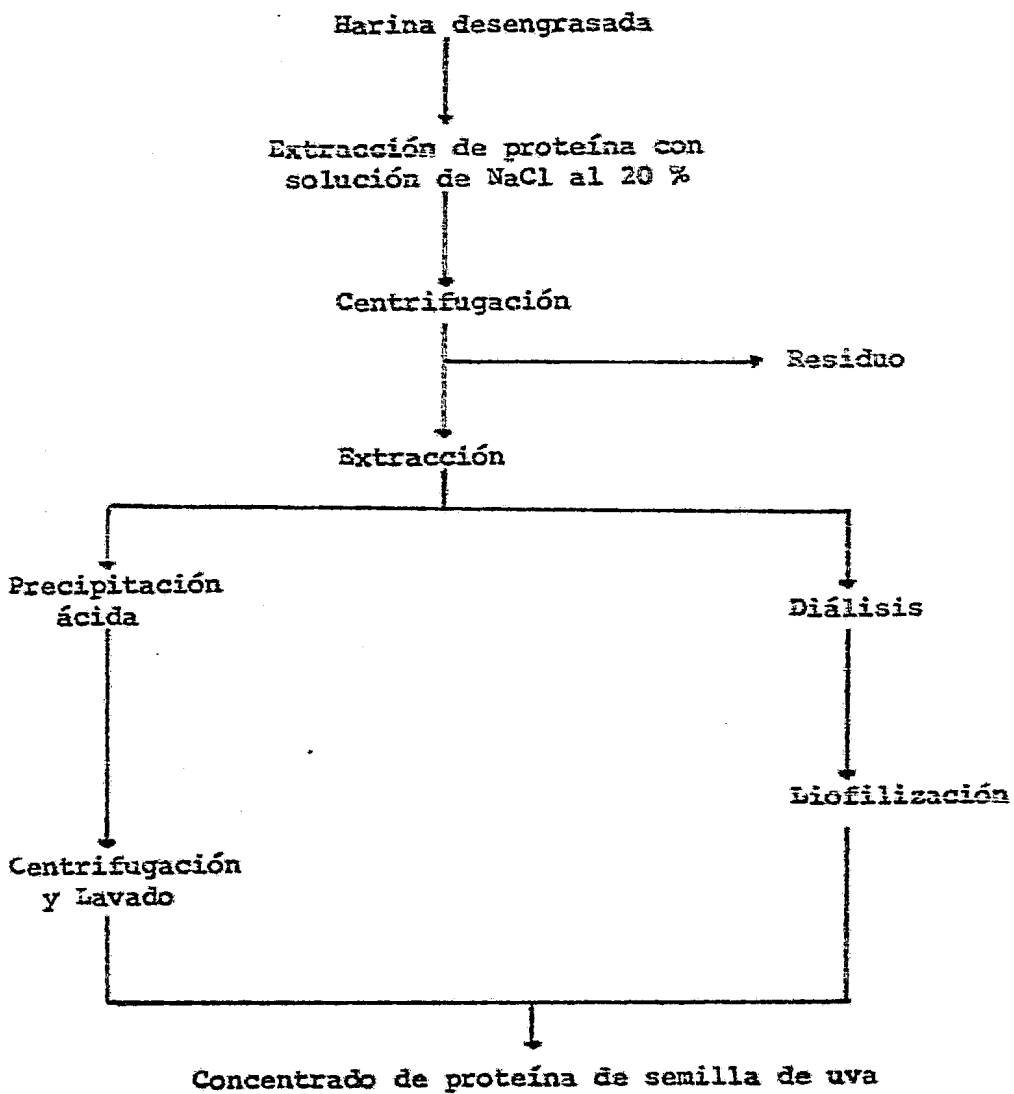 Harina desengrasada
Extracción de proteína con
solución de NaCl al 20 %
Centrifugación
Residuo
Extracción
Precipitación
ácida
Diálisis
Liofilización
Centrifugación
y Lavado
Concentrado de proteína de semilla de uva